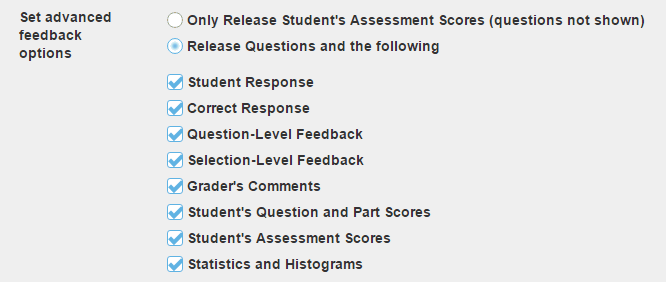 Set advanced
feedback
options
Only Release Student's Assessment Scores (questions not shown)
Release Questions and the following
Student Response
Correct Response
Question-Level Feedback
Selection-Level Feedback
Grader's Comments
Student's Question and Part Scores
Student's Assessment Scores
Statistics and Histograms